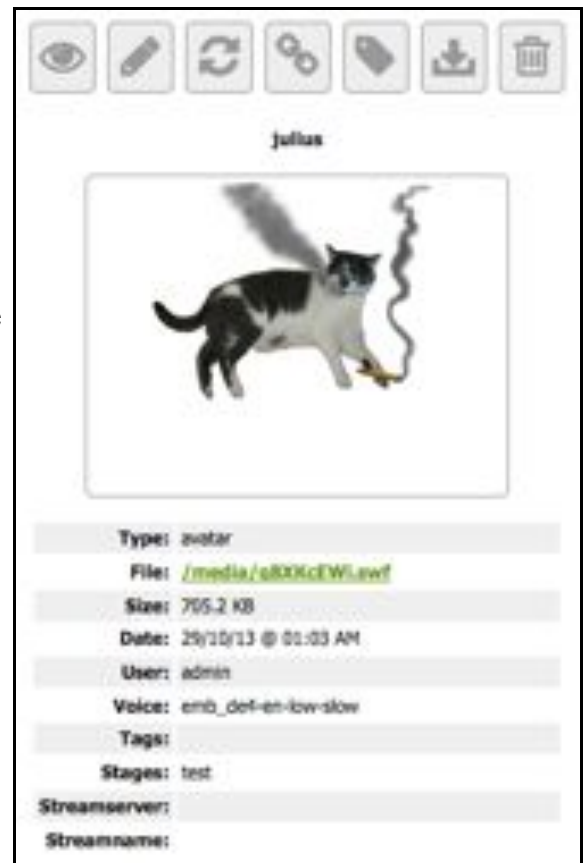 julius
Type: avatar
File: /media/q8XKcEWi.swf
Size: 705.2 KB
Date: 29/10/13 @ 01:03 AM
User: admin
Voice: emb_de4-en-low-slow
Tags:
Stages: test
Streamserver:
Streamname: